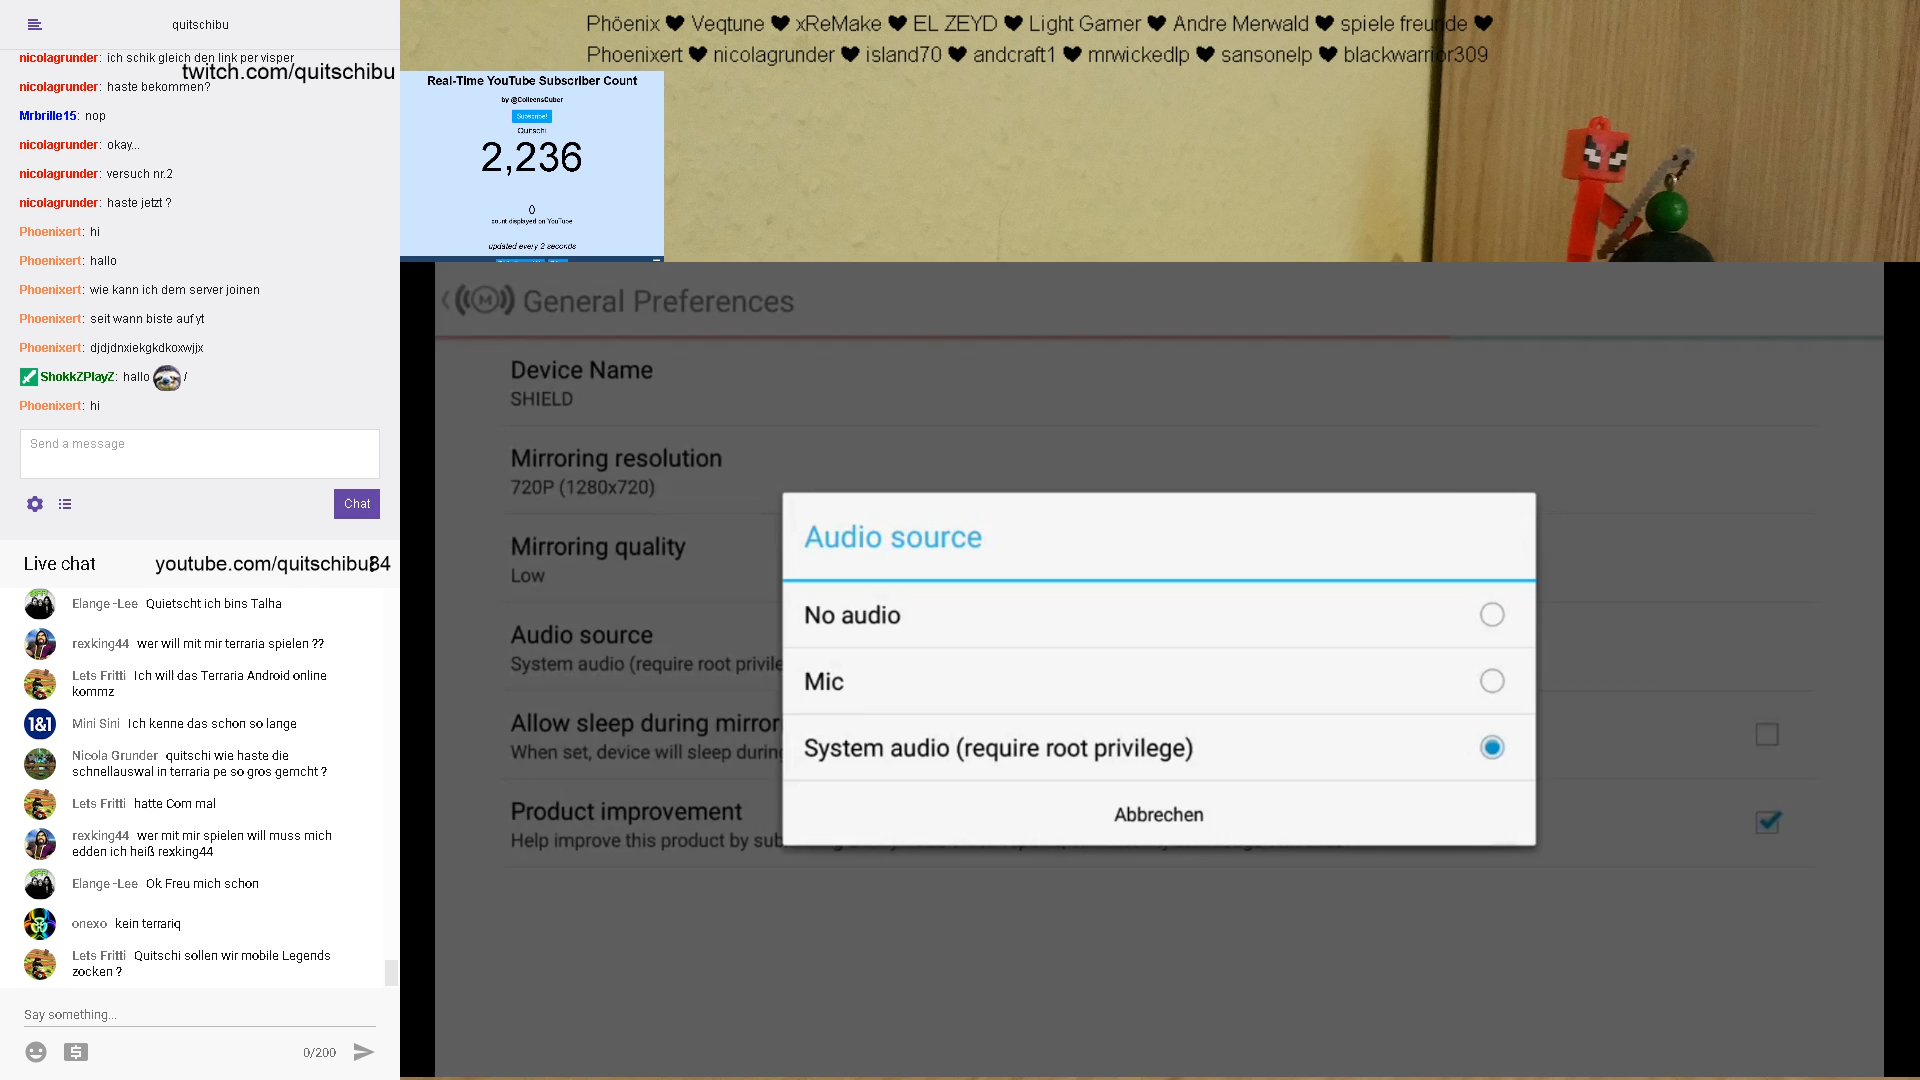 quitschibu
nicolagrunder: ich schik gleich den link per visper
twitch.com/quitschibu
nicolagrunder: haste bekommen?
Mrbrille15: nop
nicolagrunder: okay...
nicolagrunder: versuch nr.2
nicolagrunder: haste jetzt ?
Phoenixert: hi
Phoenixert: hallo
Phoenixert: wie kann ich dem server joinen
Phoenixert: seit wann biste auf yt
Phoenixert: djdjdnxiekgkdkoxwjjx
ShokkZPlayZ: hallo /
Phoenixert: hi
Send a message
Chat
Live chat
youtube.com/quitschibu84
Elange -Lee Quietscht ich bins Talha
rexking44 wer will mit mir terraria spielen ??
Lets Fritti Ich will das Terraria Android online
kommz
1&1
Mini Sini Ich kenne das schon so lange
Nicola Grunder quitschi wie haste die
schnellauswal in terraria pe so gros gemcht ?
Lets Fritti hatte Com mal
rexking44 wer mit mir spielen will muss mich
edden ich heiß rexking44
Elange -Lee Ok Freu mich schon
onexo kein terrariq
Lets Fritti Quitschi sollen wir mobile Legends
zocken ?
Say something...
0/200
Phöenix ♥ Veqtune ♥ xReMake ♥ EL ZEYD ♥ Light Gamer ♥ Andre Merwald ♥ spiele freunde ♥
Phoenixert ♥ nicolagrunder ♥ island70 ♥ andcraft1 ♥ mrwickedlp ♥ sansonelp ♥ blackwarrior309
Real-Time YouTube Subscriber Count
by @ColleensCuber
Subscribe!
Quitschi
2,236
0
count displayed on YouTube
updated every 2 seconds
General Preferences
Device Name
SHIELD
Mirroring resolution
720P (1280x720)
Mirroring quality
Low
Audio source
System audio (require root privile
Allow sleep during mirror
When set, device will sleep durin
Product improvement
Help improve this product by sub
Audio source
No audio
Mic
System audio (require root privilege)
Abbrechen